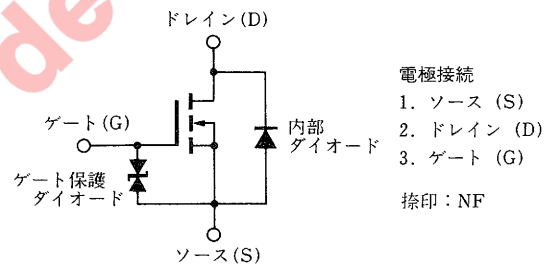 de
ドレイン(D)
ゲート(G)
内部
ダイオード
ゲート保護
ダイオード
ソース(S)
電極接続
1. ソース (S)
2. ドレイン (D)
3. ゲート (G)
捺印：NF